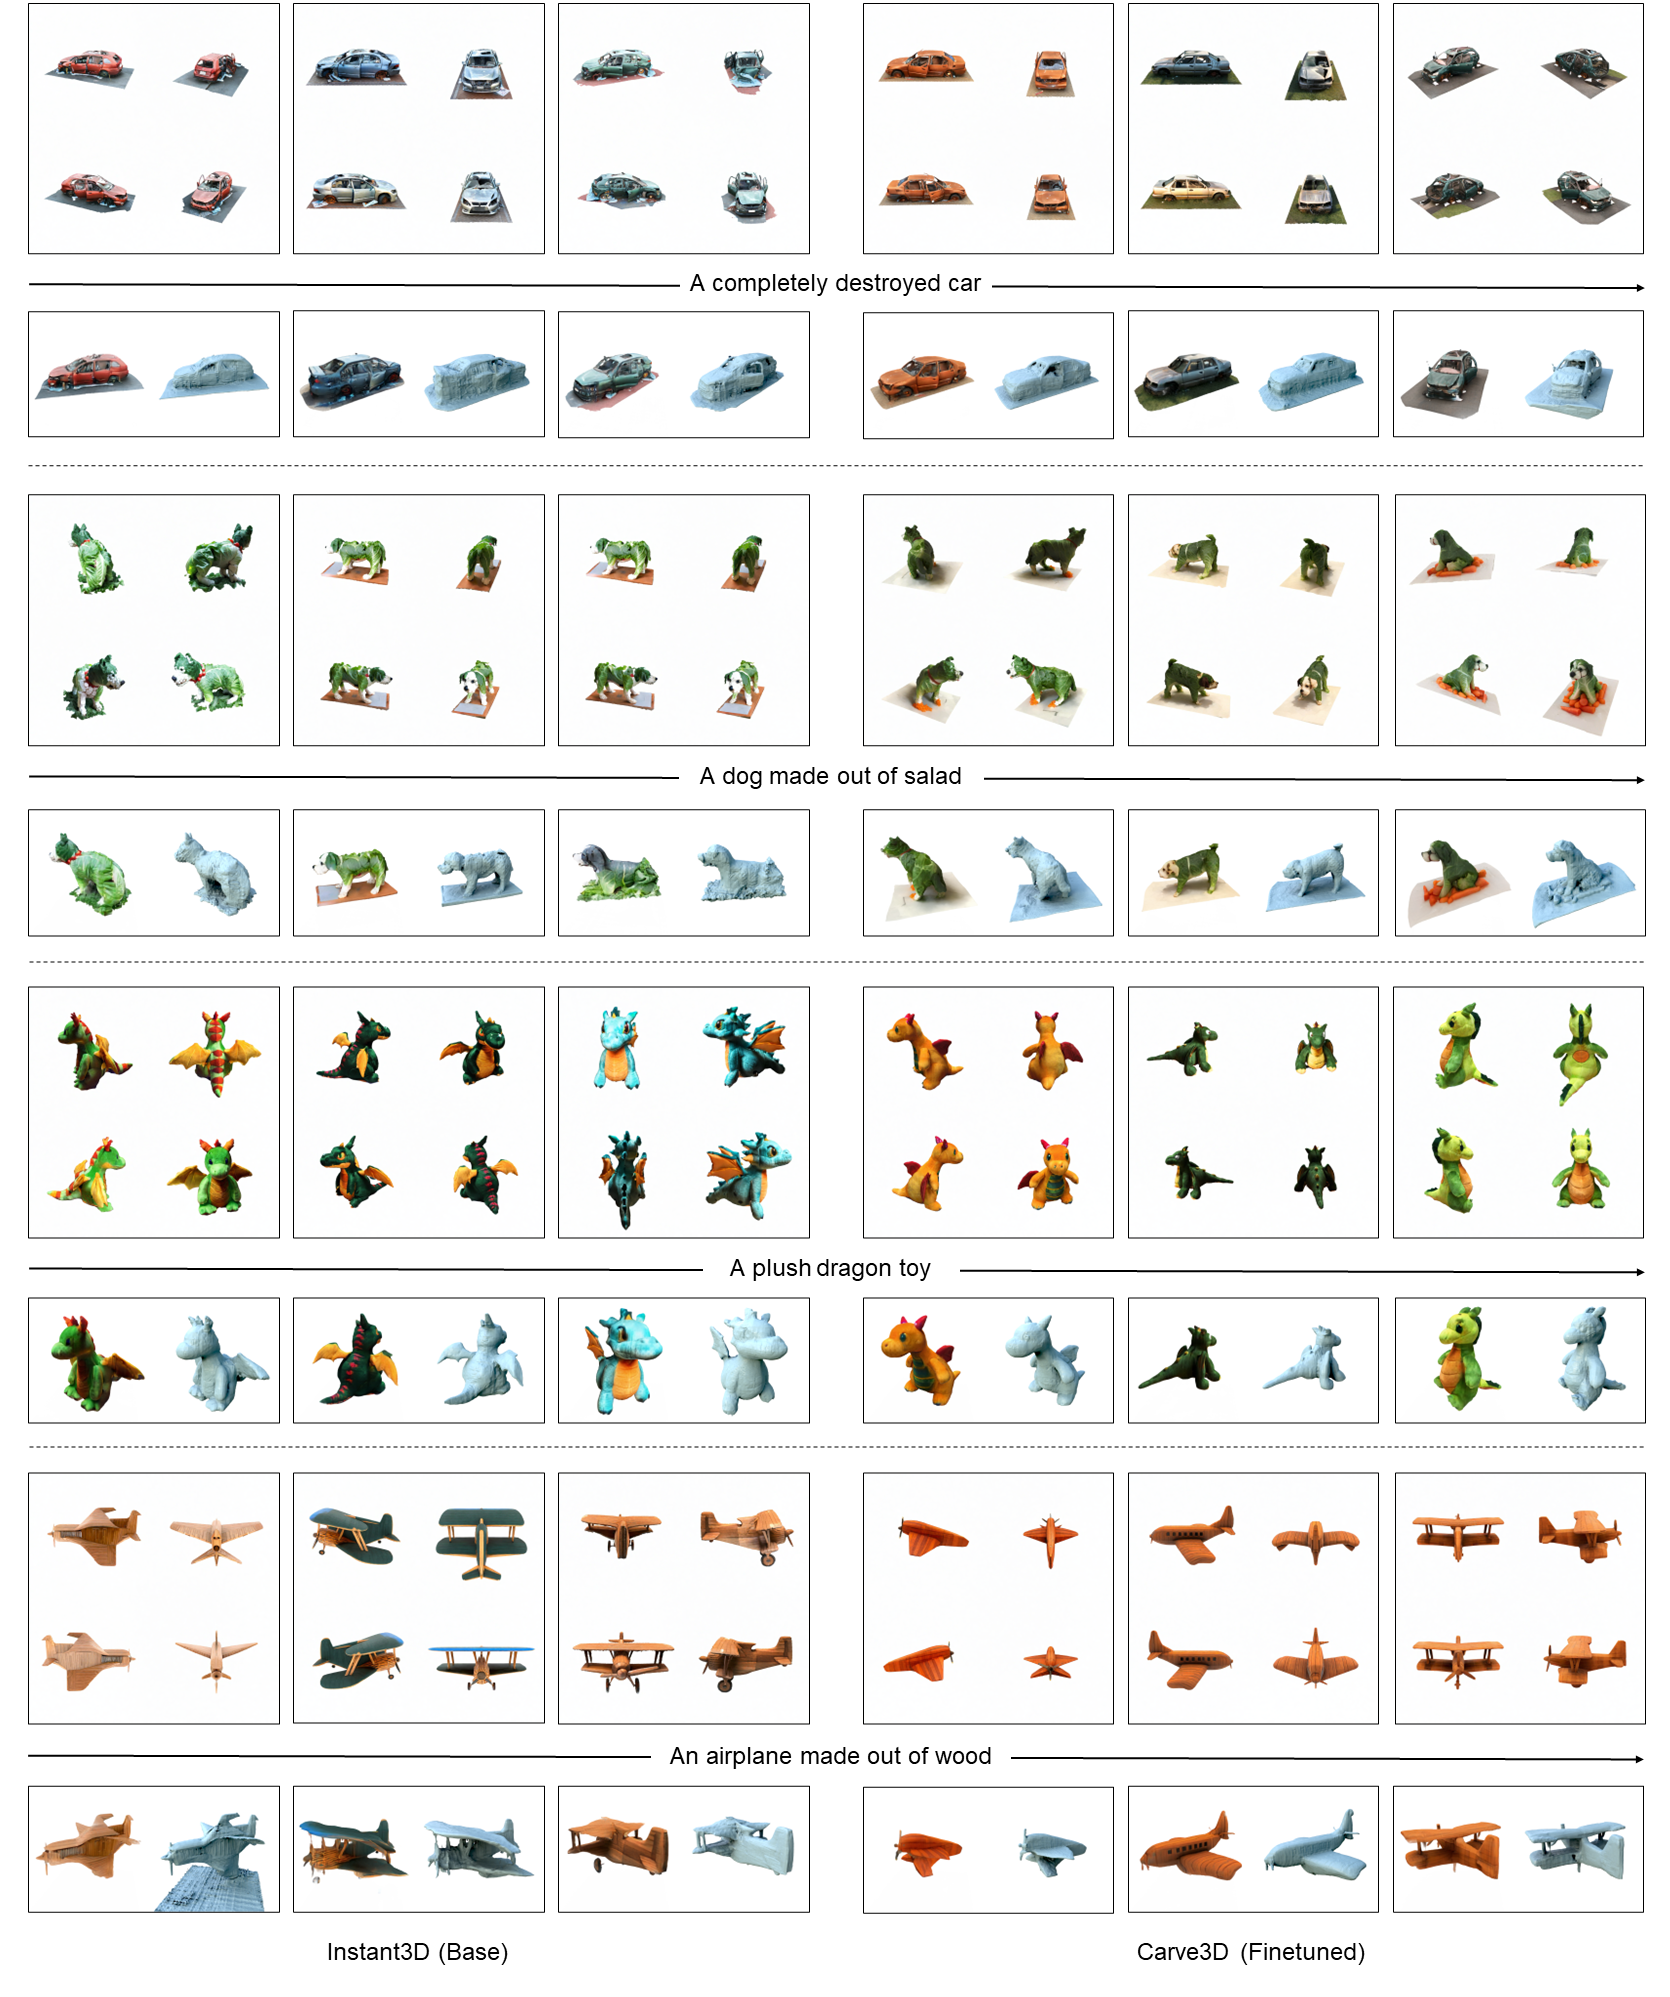 A completely destroyed car
A dog made out of salad
A plush dragon toy
An airplane made out of wood
Instant3D (Base)
Carve3D (Finetuned)